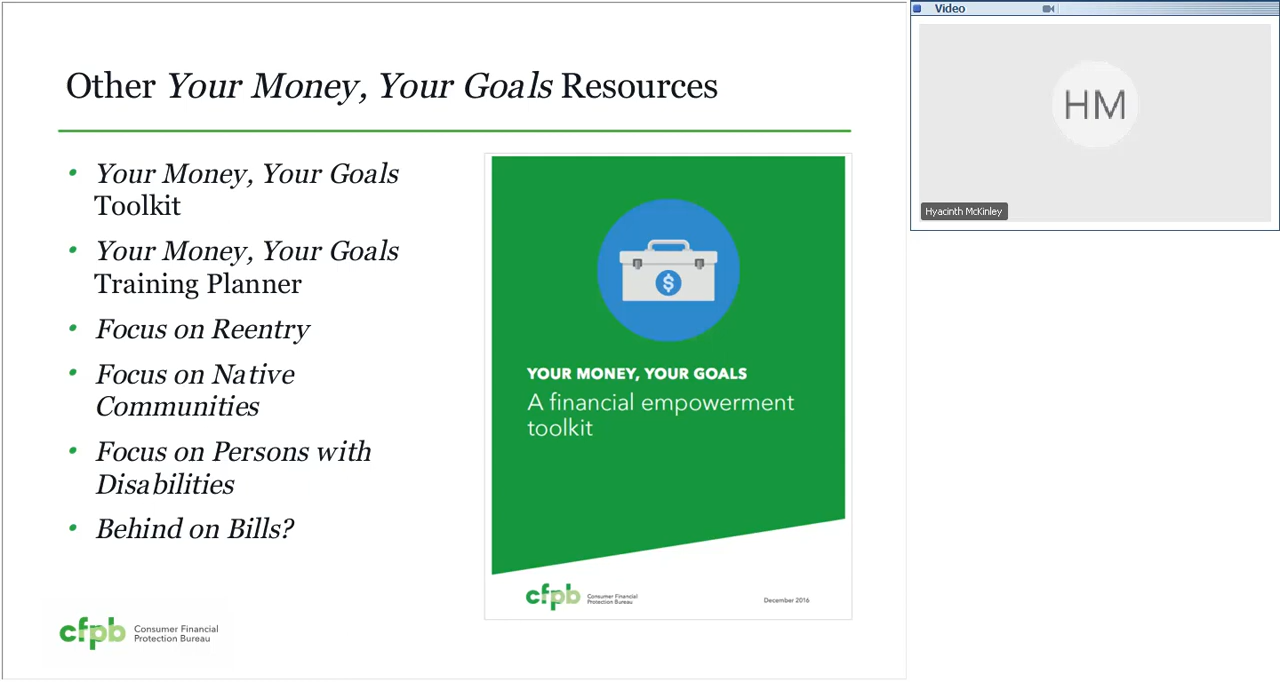 Other Your Money, Your Goals Resources
• Your Money, Your Goals
Toolkit
• Your Money, Your Goals
Training Planner
• Focus on Reentry
• Focus on Native
Communities
• Focus on Persons with
Disabilities
• Behind on Bills?
cfpb Consumer Financial
Protection Bureau
$
YOUR MONEY, YOUR GOALS
A financial empowerment
toolkit
cfpb Consumer Financial
Protection Bureau
December 2016
Video
HM
Hyacinth McKinley